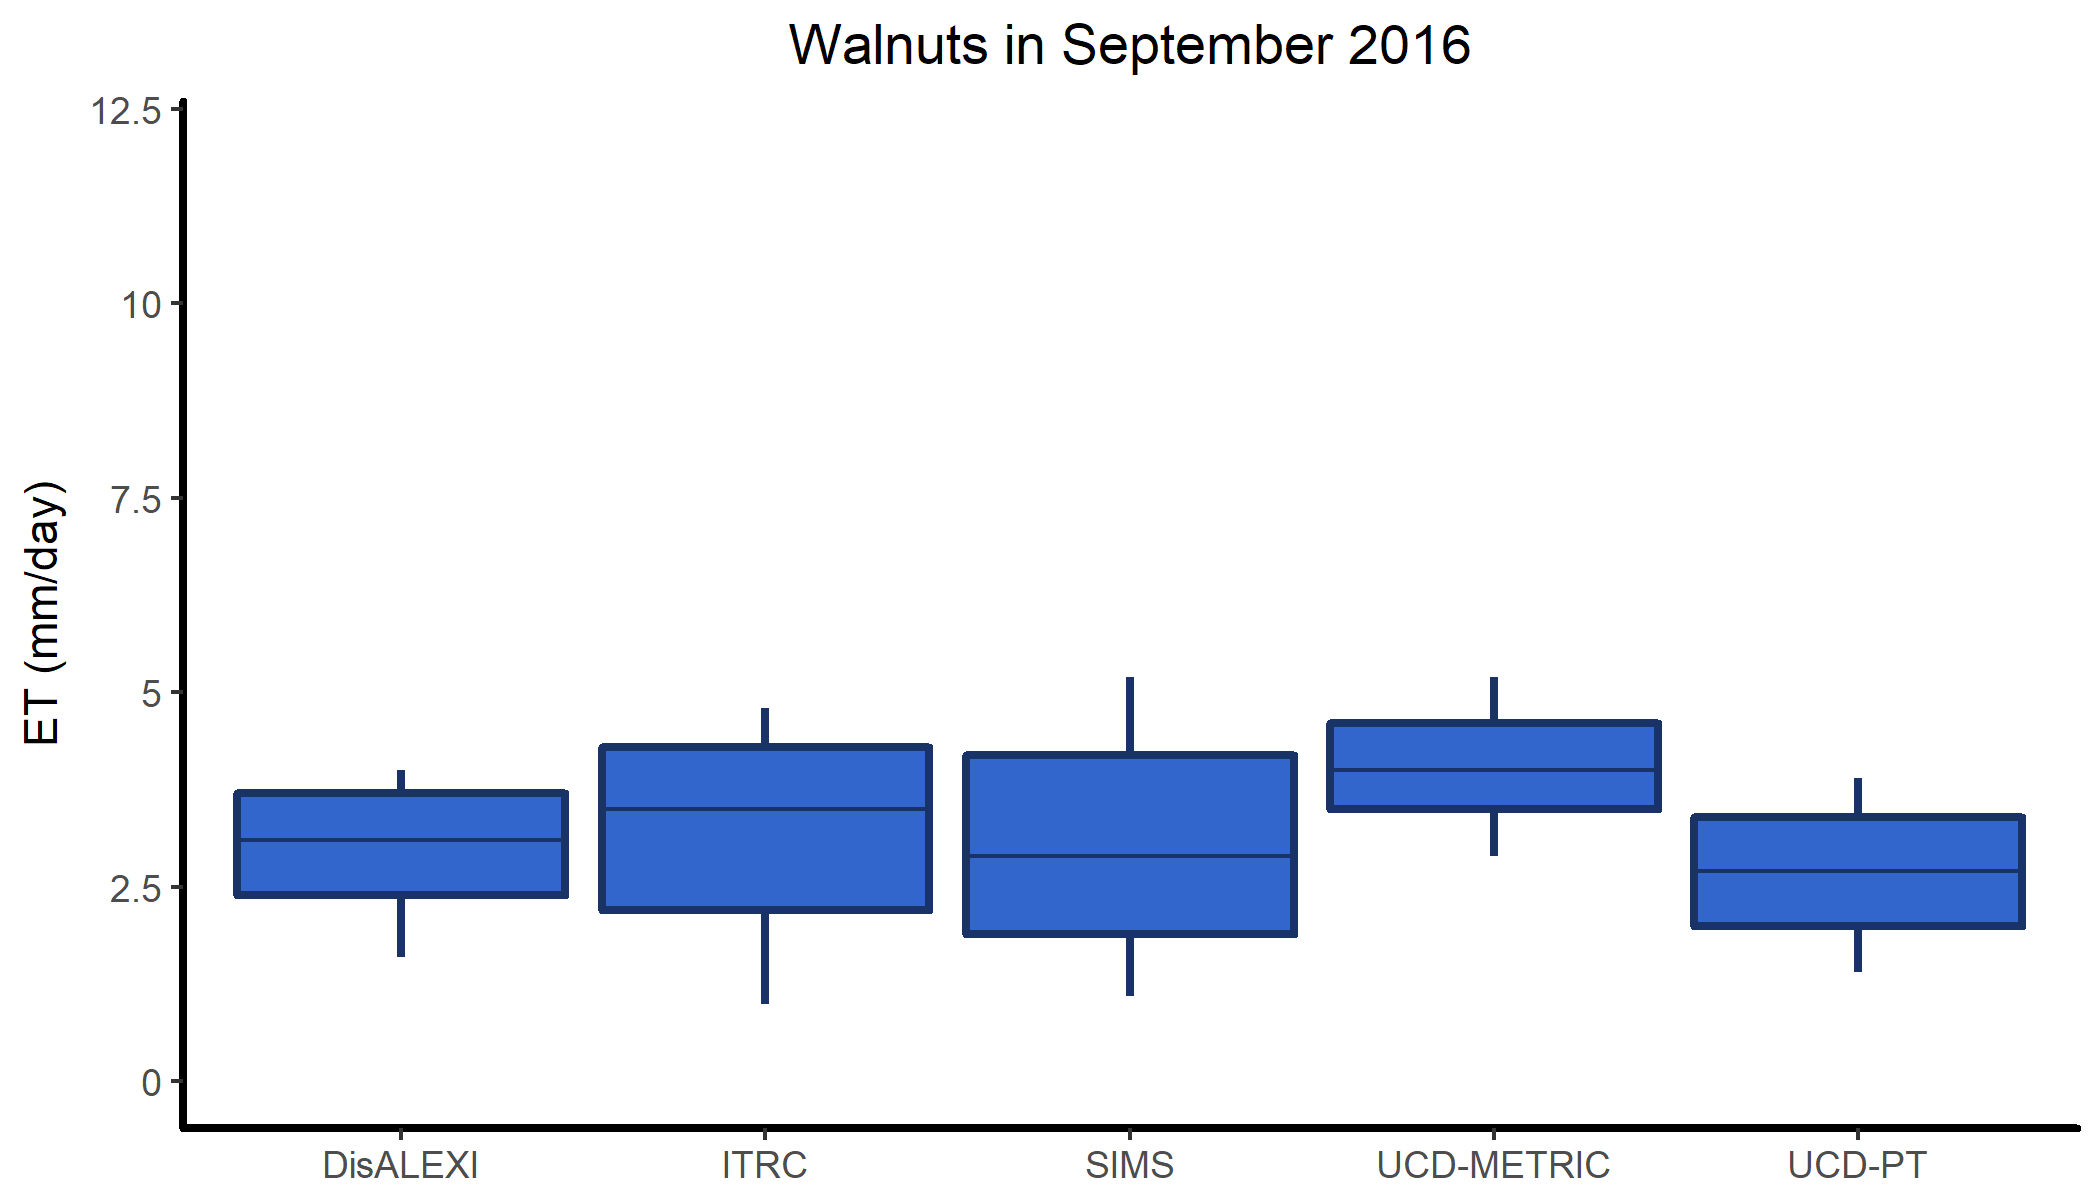 Walnuts in September 2016
ET (mm/day)
12.5
10
7.5
5
2.5
0
DisALEXI
ITRC
SIMS
UCD-METRIC
UCD-PT